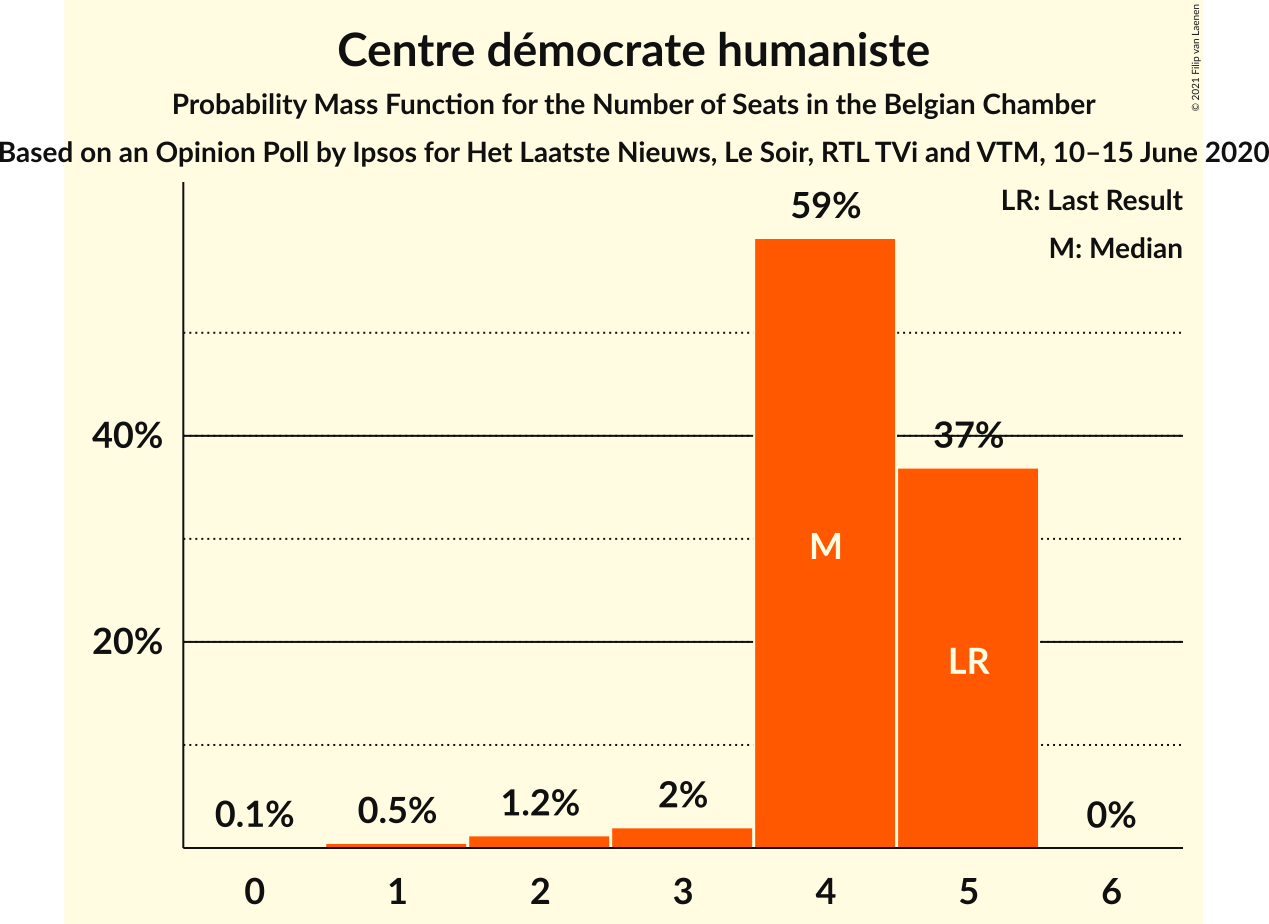 Centre démocrate humaniste
Probability Mass Function for the Number of Seats in the Belgian Chamber
Based on an Opinion Poll by Ipsos for Het Laatste Nieuws, Le Soir, RTL TVi and VTM, 10–15 June 2020
© 2021 Filip van Laenen
LR: Last Result
M: Median
59%
40%
37%
M
20%
LR
0.1%
0.5%
1.2%
2%
0%
0 1 2 3 4 5 6